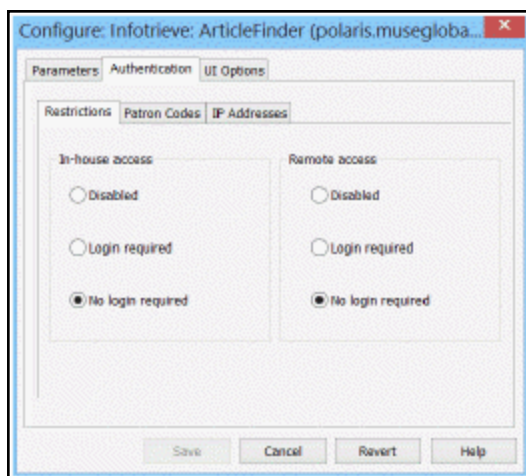 Configure: Infotrieve: ArticleFinder (polaris.musegloba...
Parameters Authentication UI Options
Restrictions Patron Codes IP Addresses
In-house access Remote access
Disabled Disabled
Login required Login required
No login required No login required
Save Cancel Revert Help